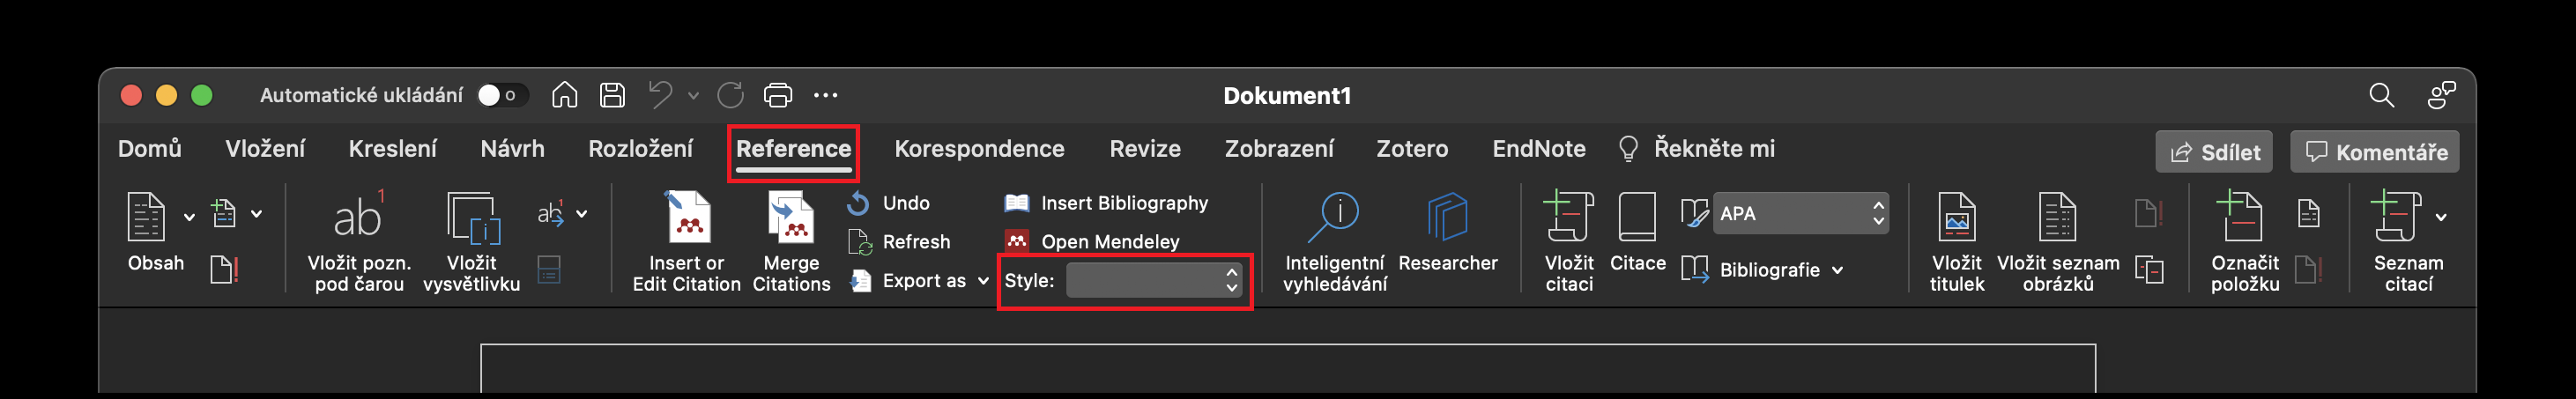 Automatické ukládání
Dokument1
Domů Vložení Kreslení Návrh Rozložení Reference Korespondence Revize Zobrazení Zotero EndNote Řekněte mi Sdílet Komentáře
Obsah
ab1
Vložit pozn.
pod čarou
Vložit
vysvětlivku
ab1
Insert or
Edit Citation
Merge
Citations
Undo
Refresh
Export as
Insert Bibliography
Open Mendeley
Style:
Inteligentní
vyhledávání
Researcher
Vložit
citaci
Citace
APA
Bibliografie
Vložit
titulek
Vložit seznam
obrázků
Označit
položku
Seznam
citací